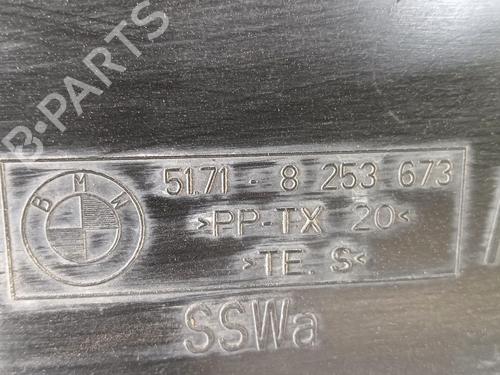 B-PARTS
BMW
51.71 - 8 253 673
>PP-TX 20<
>TE. S<
SSWa